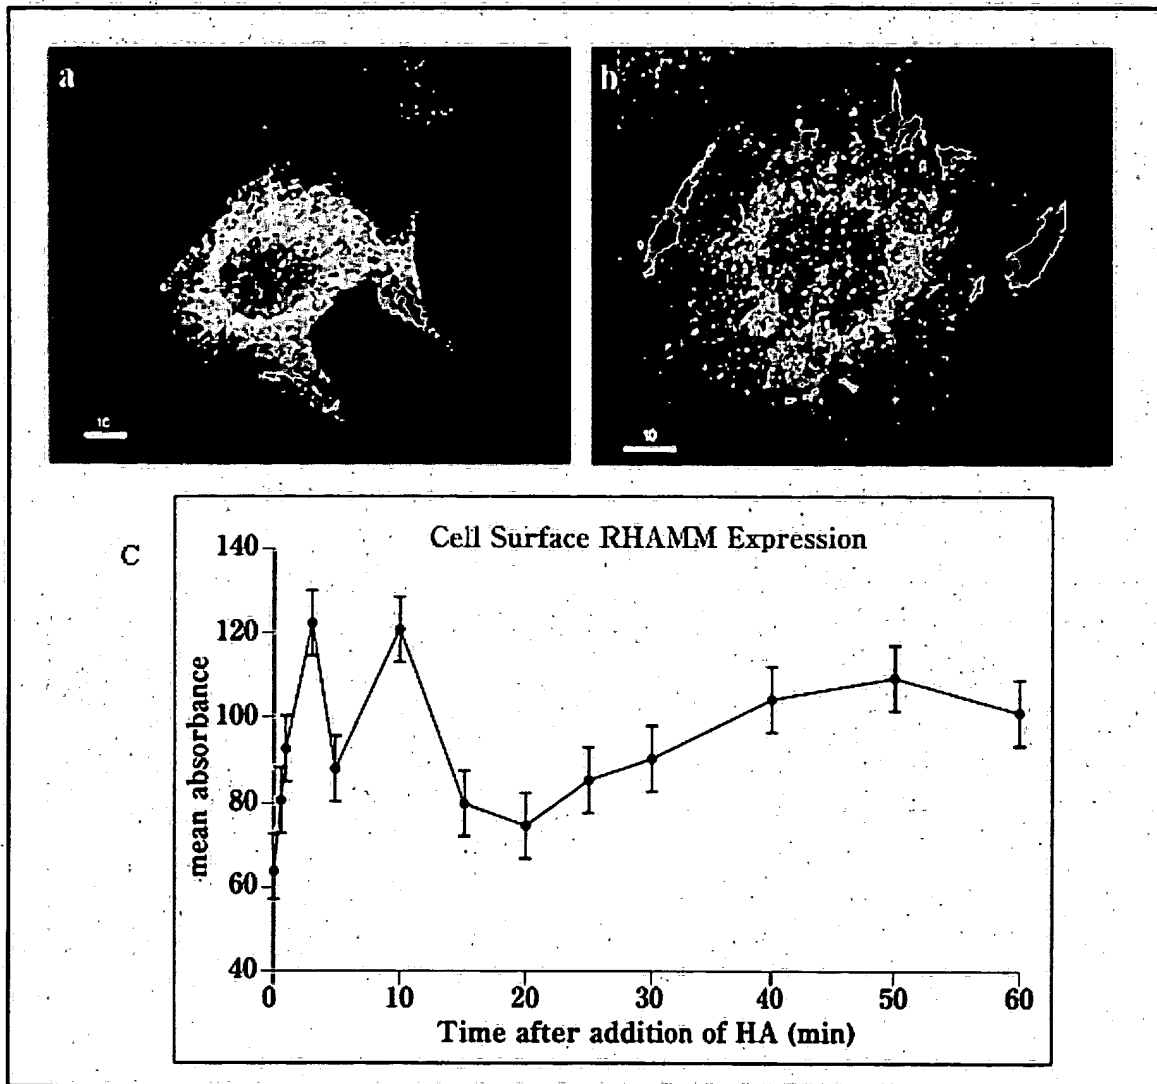 a
b
10
10
C
Cell Surface RHAMM Expression
140
120
100
80
60
40
mean absorbance
0 10 20 30 40 50 60
Time after addition of HA (min)